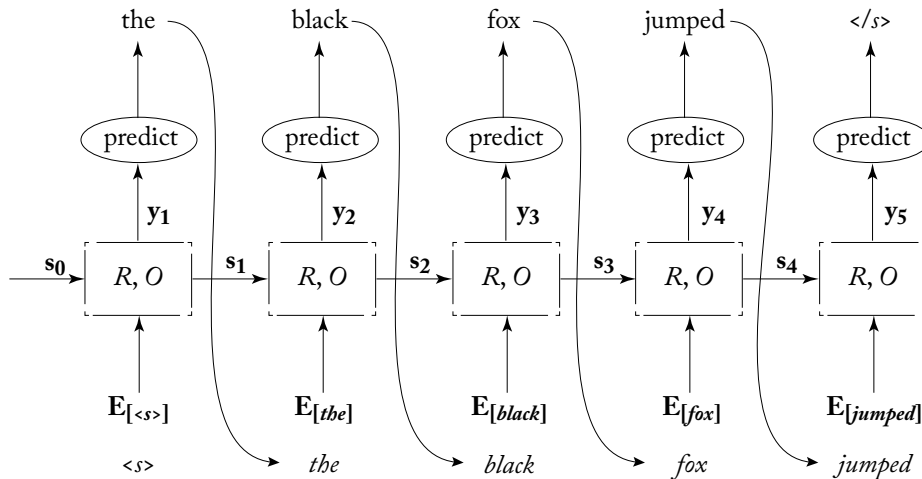 the black fox jumped </s>
predict predict predict predict predict
y1 y2 y3 y4 y5
s0 s1 s2 s3 s4
R, O R, O R, O R, O R, O
E[<s>] E[the] E[black] E[fox] E[jumped]
<s> the black fox jumped